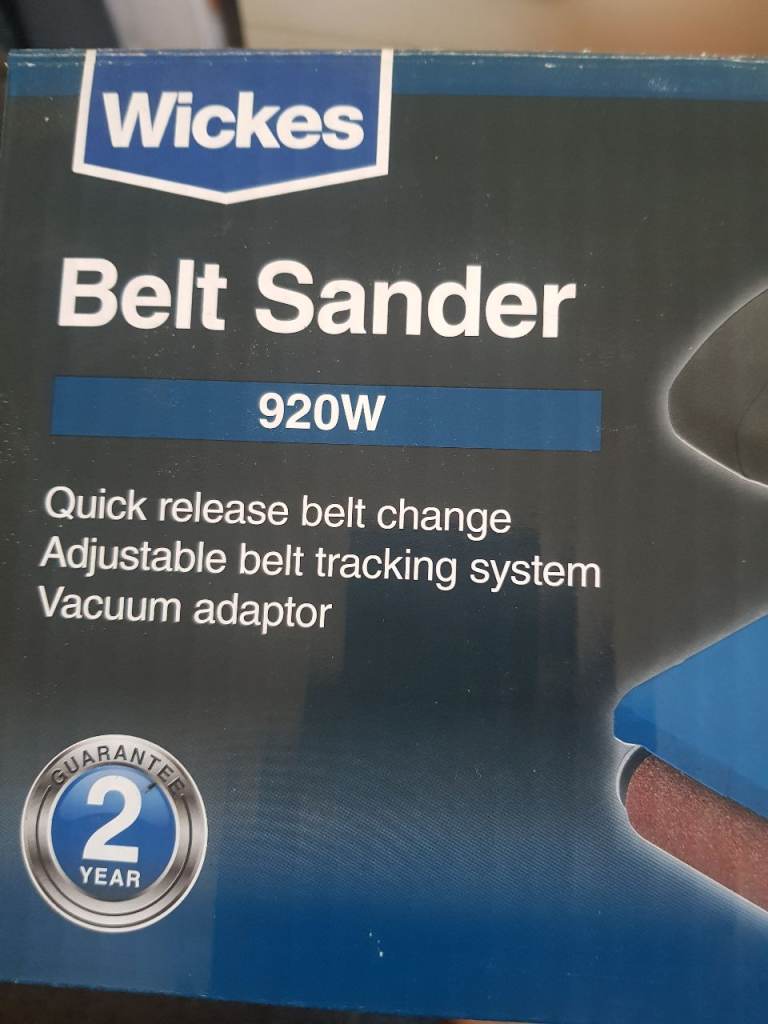 Wickes
Belt Sander
920W
Quick release belt change
Adjustable belt tracking system
Vacuum adaptor
GUARANTEE
2
YEAR